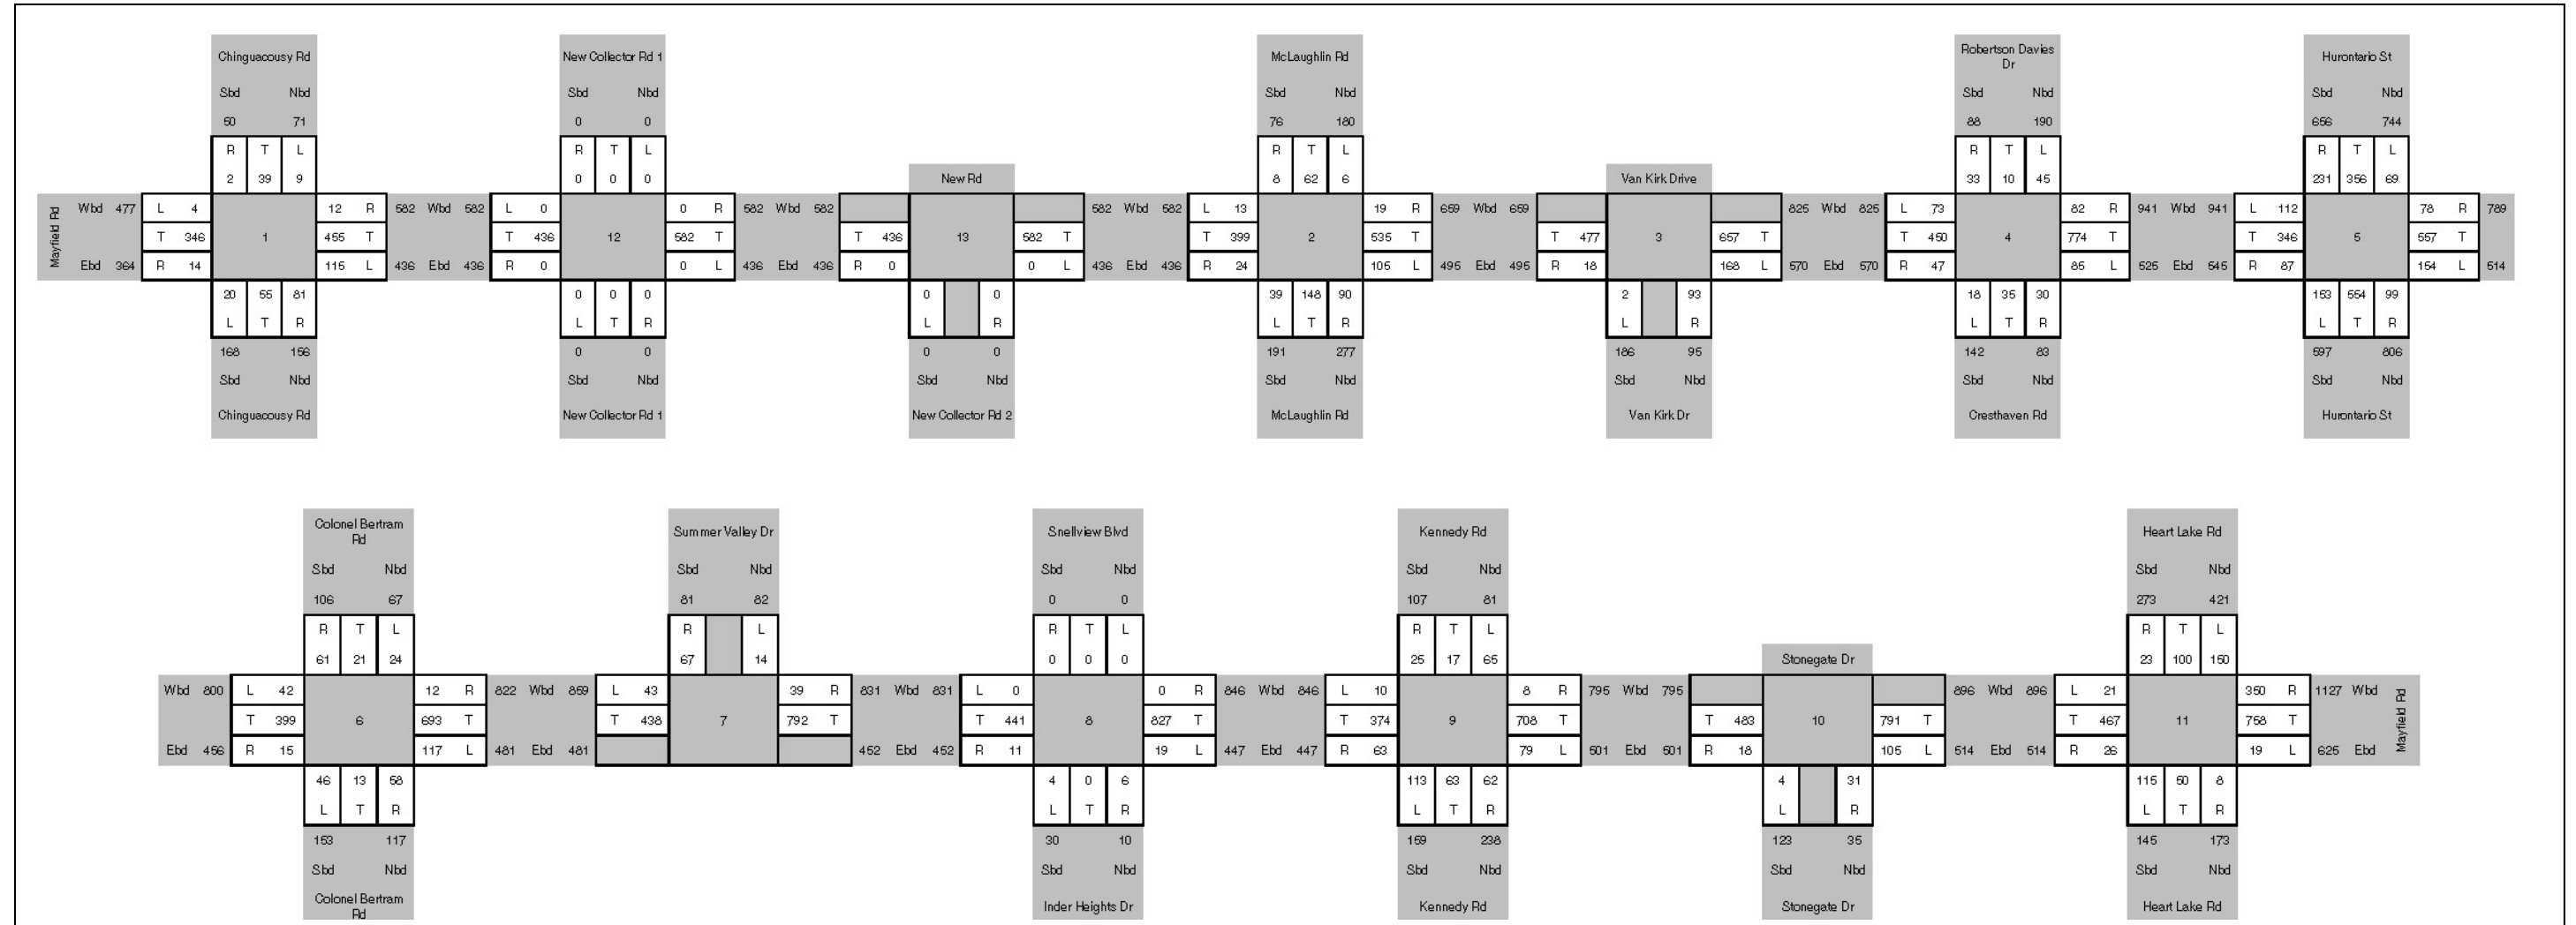 Chinguacousy Rd New Collector Rd 1 McLaughlin Rd Robertson Davies Dr Hurontario St
Sbd Nbd Sbd Nbd Sbd Nbd Sbd Nbd Sbd Nbd
50 71 0 0 76 180 88 190 656 744
R T L R T L R T L R T L R T L
2 39 9 0 0 0 New Rd 8 62 6 Van Kirk Drive 33 10 45 231 356 69
Mayfield Rd
Wbd 477 L 4 12 R 582 Wbd 582 L 0 0 R 582 Wbd 582 582 Wbd 582 L 13 19 R 659 Wbd 659 825 Wbd 825 L 73 82 R 941 Wbd 941 L 112 78 R 789
T 346 1 455 T T 436 12 582 T T 436 13 582 T T 399 2 535 T T 477 3 657 T T 450 4 774 T T 346 5 557 T
Ebd 364 R 14 115 L 436 Ebd 436 R 0 0 L 436 Ebd 436 R 0 0 L 436 Ebd 436 R 24 105 L 495 Ebd 495 R 18 168 L 570 Ebd 570 R 47 85 L 525 Ebd 545 R 87 154 L 514
20 55 81 0 0 0 0 0 39 148 90 2 93 18 35 30 153 554 99
L T R L T R L R L T R L R L T R L T R
168 156 0 0 0 0 191 277 186 95 142 83 597 806
Sbd Nbd Sbd Nbd Sbd Nbd Sbd Nbd Sbd Nbd Sbd Nbd Sbd Nbd
Chinguacousy Rd New Collector Rd 1 New Collector Rd 2 McLaughlin Rd Van Kirk Dr Cresthaven Rd Hurontario St
Colonel Bertram Rd Summer Valley Dr Snellview Blvd Kennedy Rd Heart Lake Rd
Sbd Nbd Sbd Nbd Sbd Nbd Sbd Nbd Sbd Nbd
106 67 81 82 0 0 107 81 273 421
R T L R L R T L R T L R T L
61 21 24 67 14 0 0 0 25 17 65 Stonegate Dr 23 100 150
Wbd 800 L 42 12 R 822 Wbd 859 L 43 39 R 831 Wbd 831 L 0 0 R 846 Wbd 846 L 10 8 R 795 Wbd 795 896 Wbd 896 L 21 350 R 1127 Wbd
T 399 6 693 T T 438 7 792 T T 441 8 827 T T 374 9 708 T T 483 10 791 T T 467 11 758 T
Ebd 456 R 15 117 L 481 Ebd 481 452 Ebd 452 R 11 19 L 447 Ebd 447 R 63 79 L 501 Ebd 501 R 18 105 L 514 Ebd 514 R 26 19 L 625 Ebd
Mayfield Rd
46 13 58 4 0 6 113 63 62 4 31 115 50 8
L T R L T R L T R L R L T R
153 117 30 10 159 238 123 35 145 173
Sbd Nbd Sbd Nbd Sbd Nbd Sbd Nbd Sbd Nbd
Colonel Bertram Rd Inder Heights Dr Kennedy Rd Stonegate Dr Heart Lake Rd